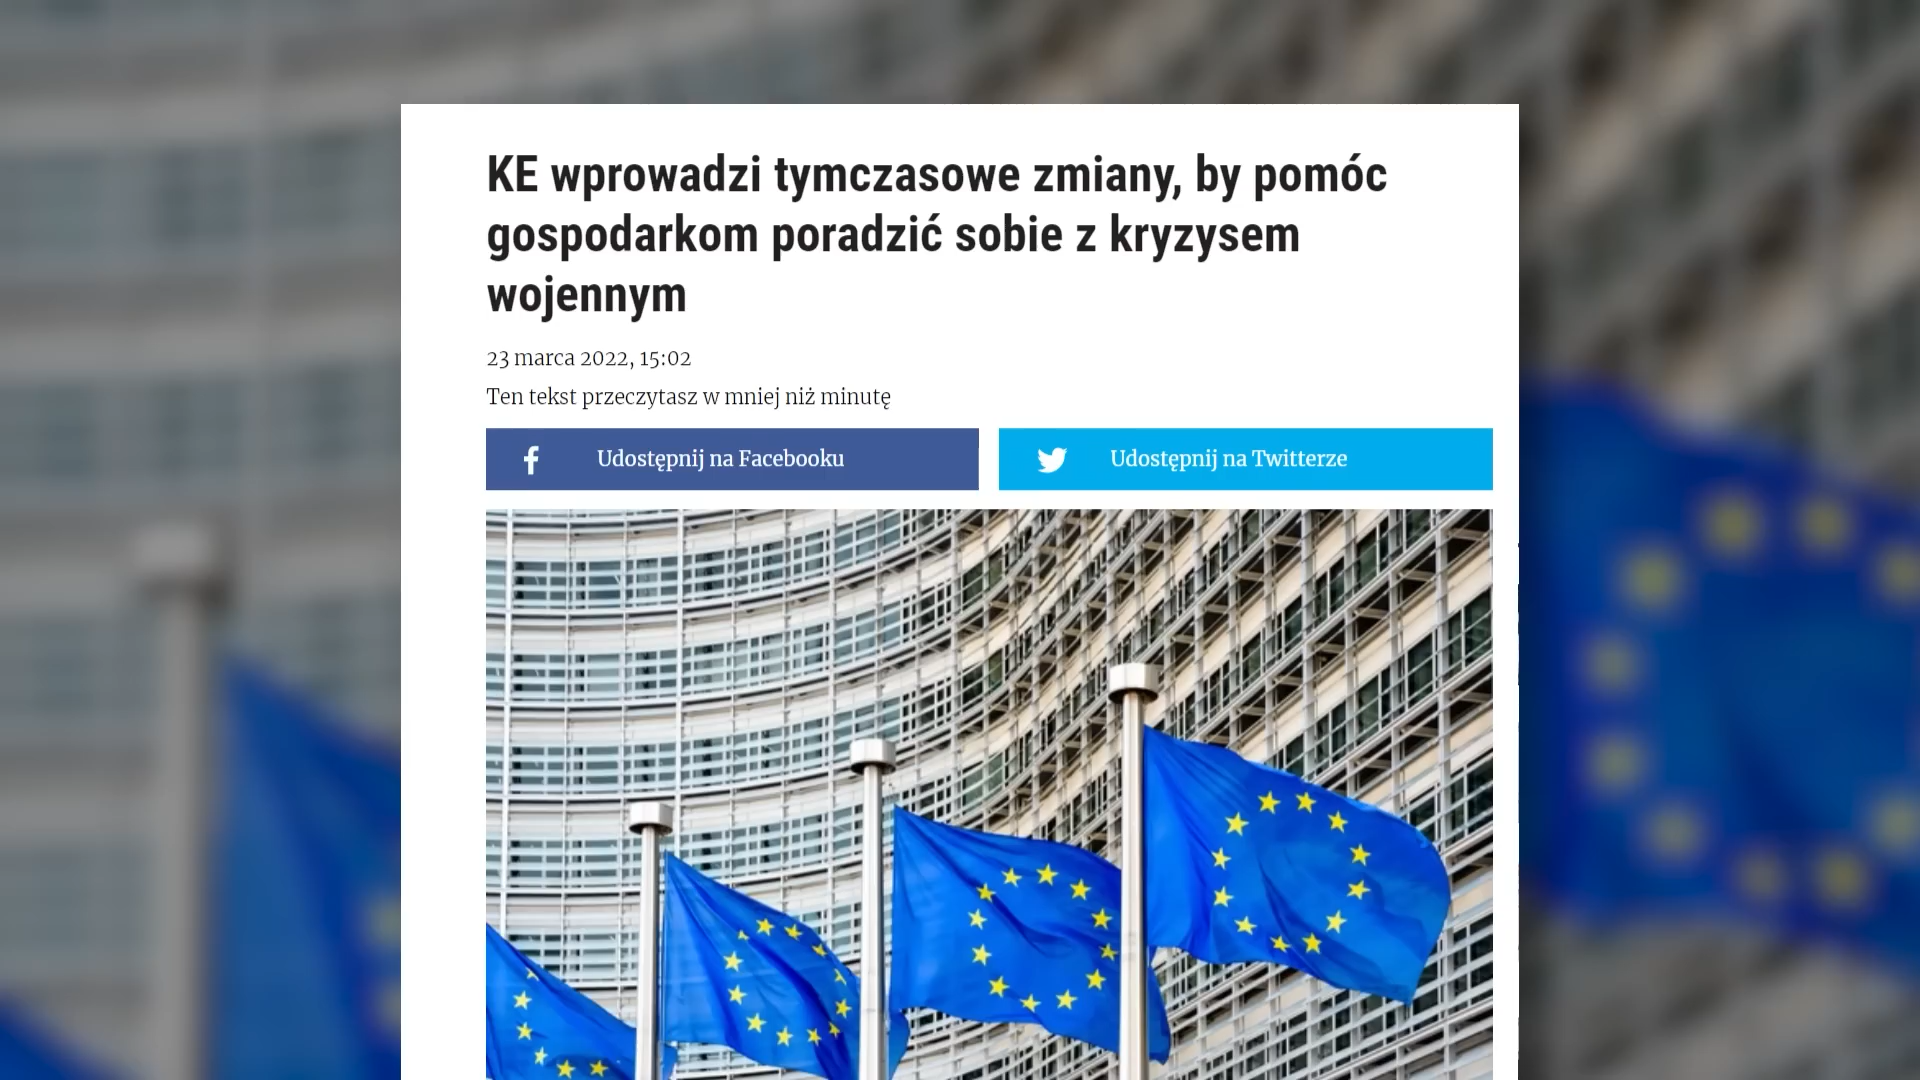 KE wprowadzi tymczasowe zmiany, by pomóc
gospodarkom poradzić sobie z kryzysem
wojennym
23 marca 2022, 15:02
Ten tekst przeczytasz w mniej niż minutę
Udostępnij na Facebooku
Udostępnij na Twitterze